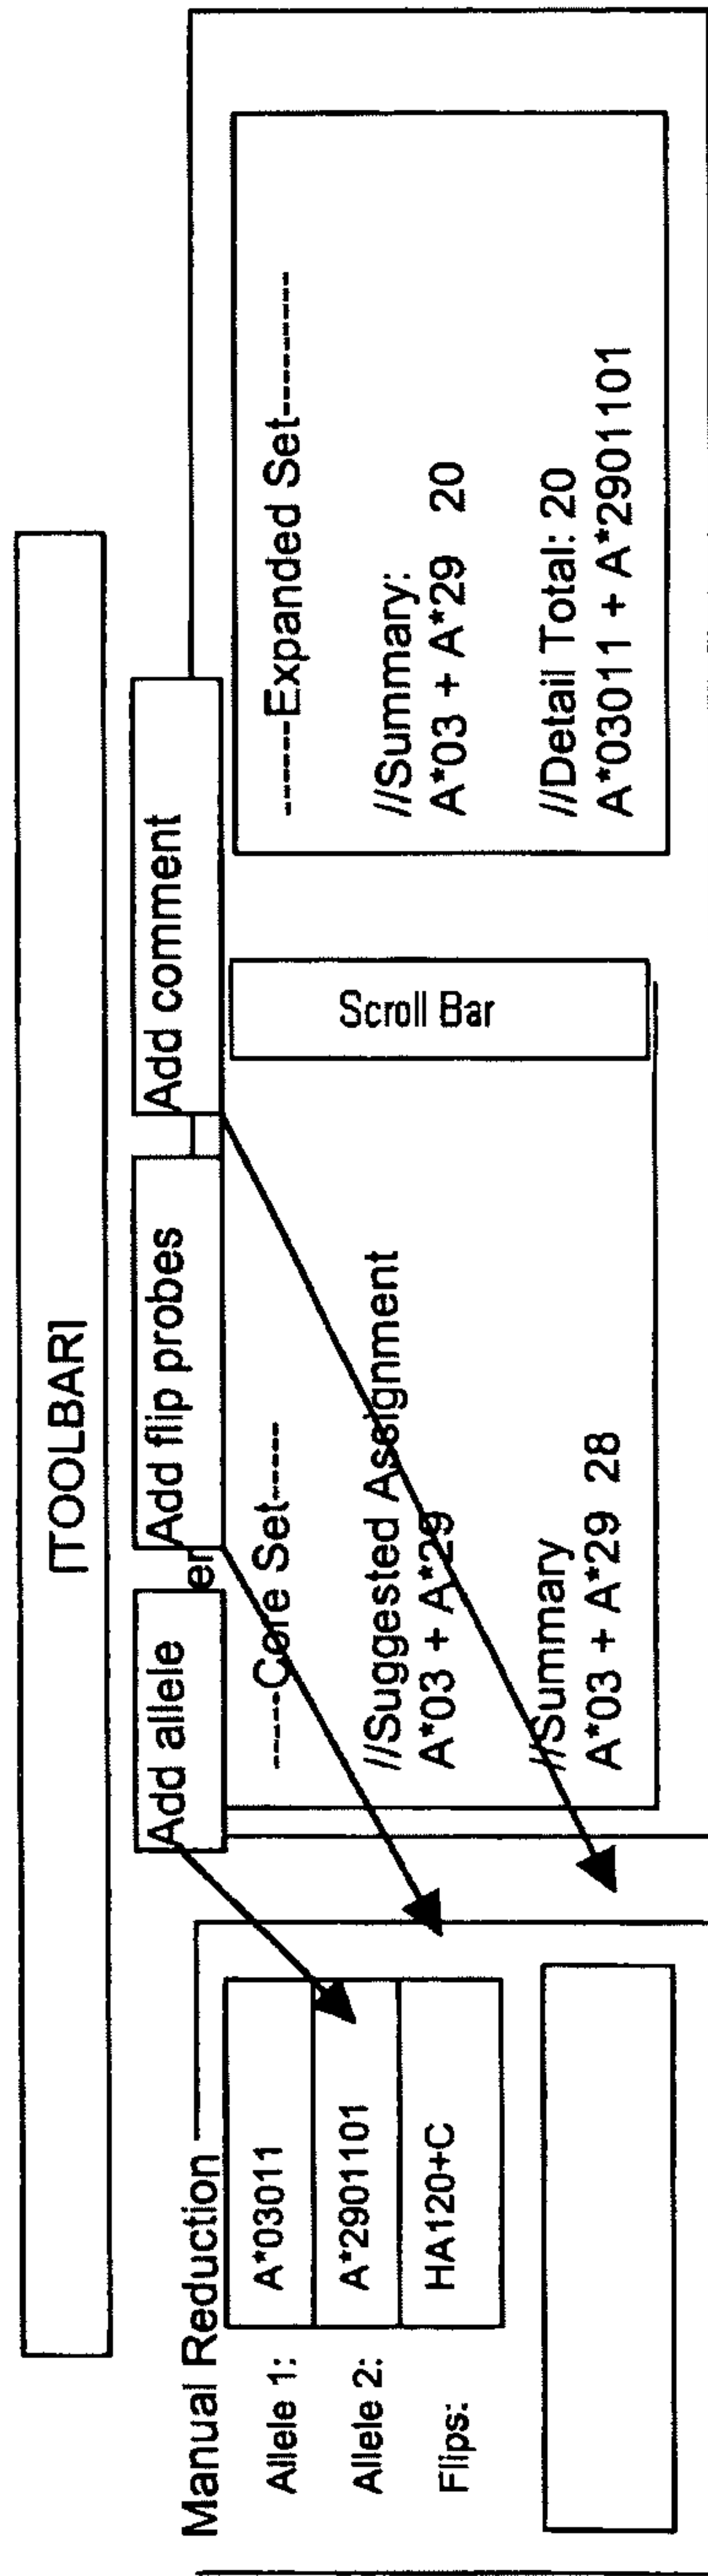 [TOOLBAR]
Add allele
Add flip probes
Add comment
er
Manual Reduction
Allele 1: A*03011
Allele 2: A*2901101
Flips: HA120+C
----Core Set-----
//Suggested Assignment
A*03 + A*29
//Summary
A*03 + A*29 28
Scroll Bar
------Expanded Set----------
//Summary:
A*03 + A*29 20
//Detail Total: 20
A*03011 + A*2901101